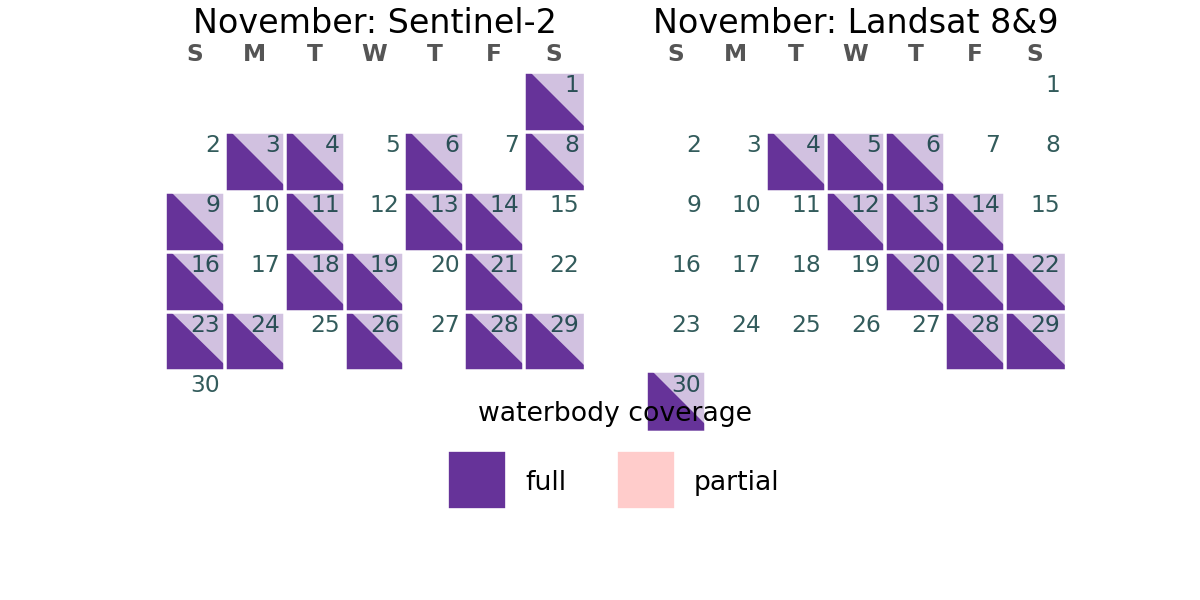 November: Sentinel-2
S M T W T F S
1
2 3 4 5 6 7 8
9 10 11 12 13 14 15
16 17 18 19 20 21 22
23 24 25 26 27 28 29
30
November: Landsat 8&9
S M T W T F S
1
2 3 4 5 6 7 8
9 10 11 12 13 14 15
16 17 18 19 20 21 22
23 24 25 26 27 28 29
30
waterbody coverage
full partial